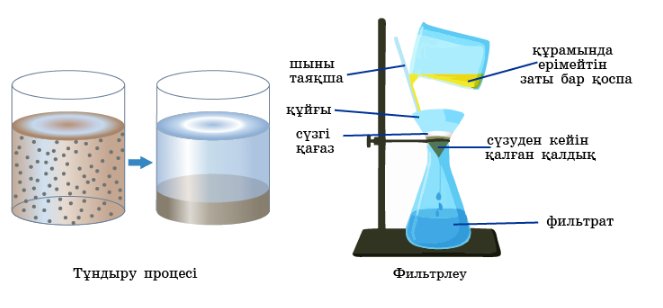 шыны
таяқша
құрамында
ерімейтін
заты бар қоспа
құйғы
сүзгі
қағаз
сүзуден кейін
қалған қалдық
фильтрат
Тұндыру процесі
Фильтрлеу